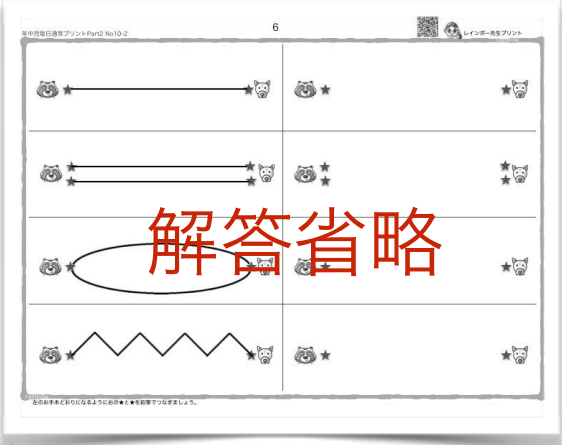 6
年中児毎日通常プリントPart2 No10-2
レインボー先生プリント
解答省略
左のお手本どおりになるように右の★と★を鉛筆でつなぎましょう。